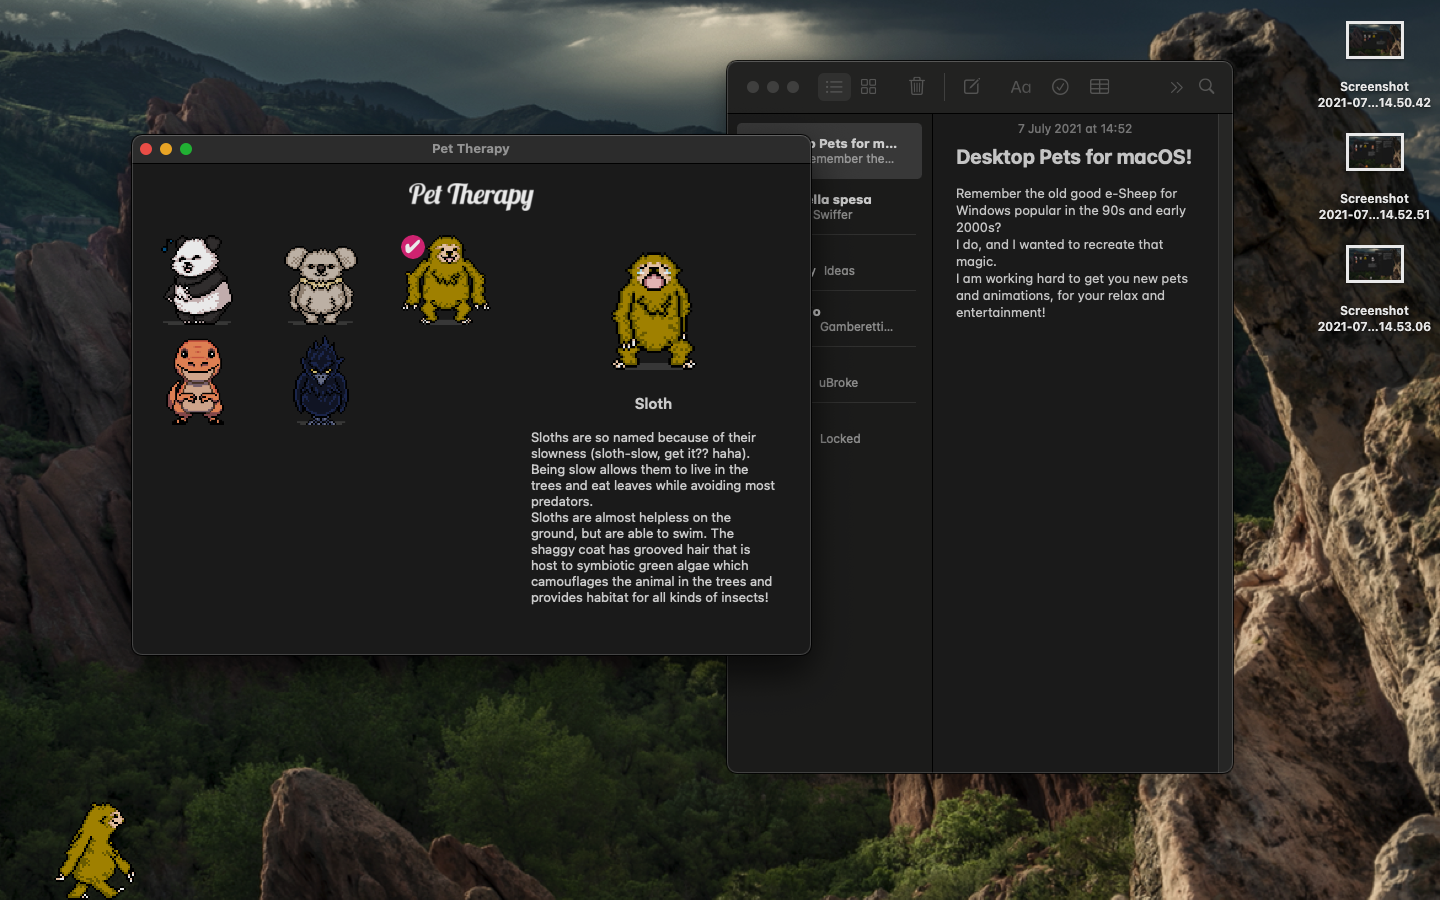 Pet Therapy
Pet Therapy
Sloth
Sloths are so named because of their
slowness (sloth-slow, get it?? haha).
Being slow allows them to live in the
trees and eat leaves while avoiding most
predators.
Sloths are almost helpless on the
ground, but are able to swim. The
shaggy coat has grooved hair that is
host to symbiotic green algae which
camouflages the animal in the trees and
provides habitat for all kinds of insects!
Aa
Pets for m...
emember the...
lla spesa
Swiffer
Ideas
o
Gamberetti...
uBroke
Locked
7 July 2021 at 14:52
Desktop Pets for macOS!
Remember the old good e-Sheep for
Windows popular in the 90s and early
2000s?
I do, and I wanted to recreate that
magic.
I am working hard to get you new pets
and animations, for your relax and
entertainment!
Screenshot
2021-07...14.50.42
Screenshot
2021-07...14.52.51
Screenshot
2021-07...14.53.06